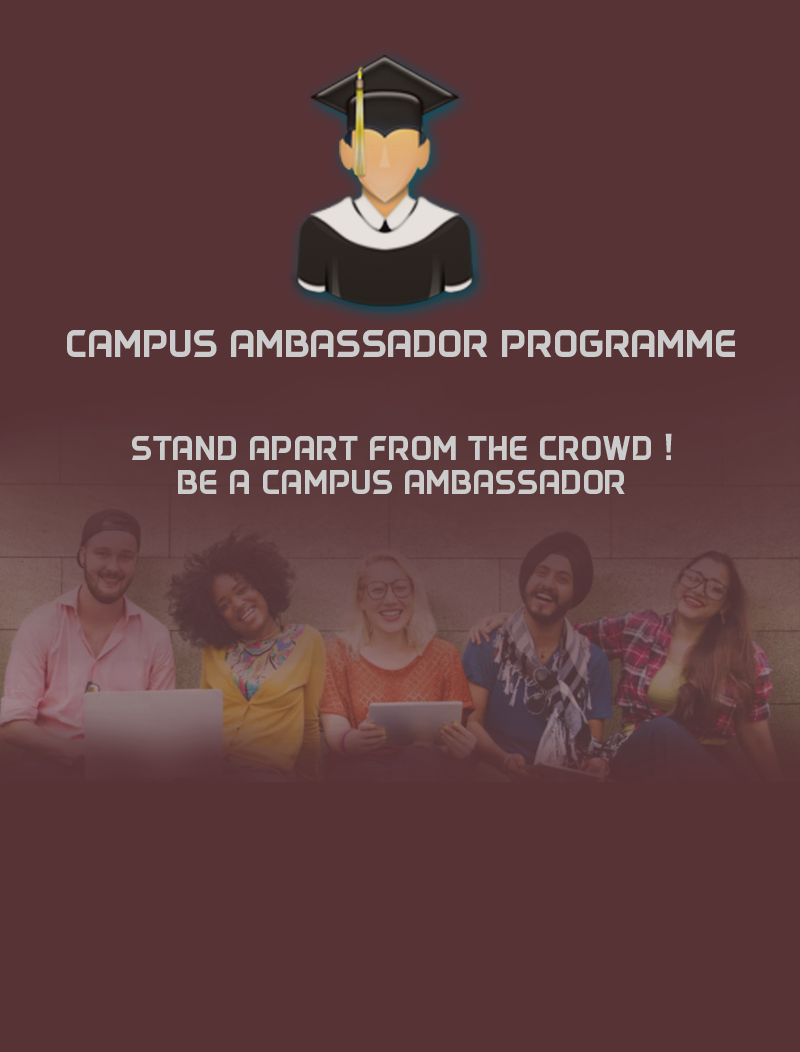 CAMPUS AMBASSADOR PROGRAMME
STAND APART FROM THE CROWD !
BE A CAMPUS AMBASSADOR